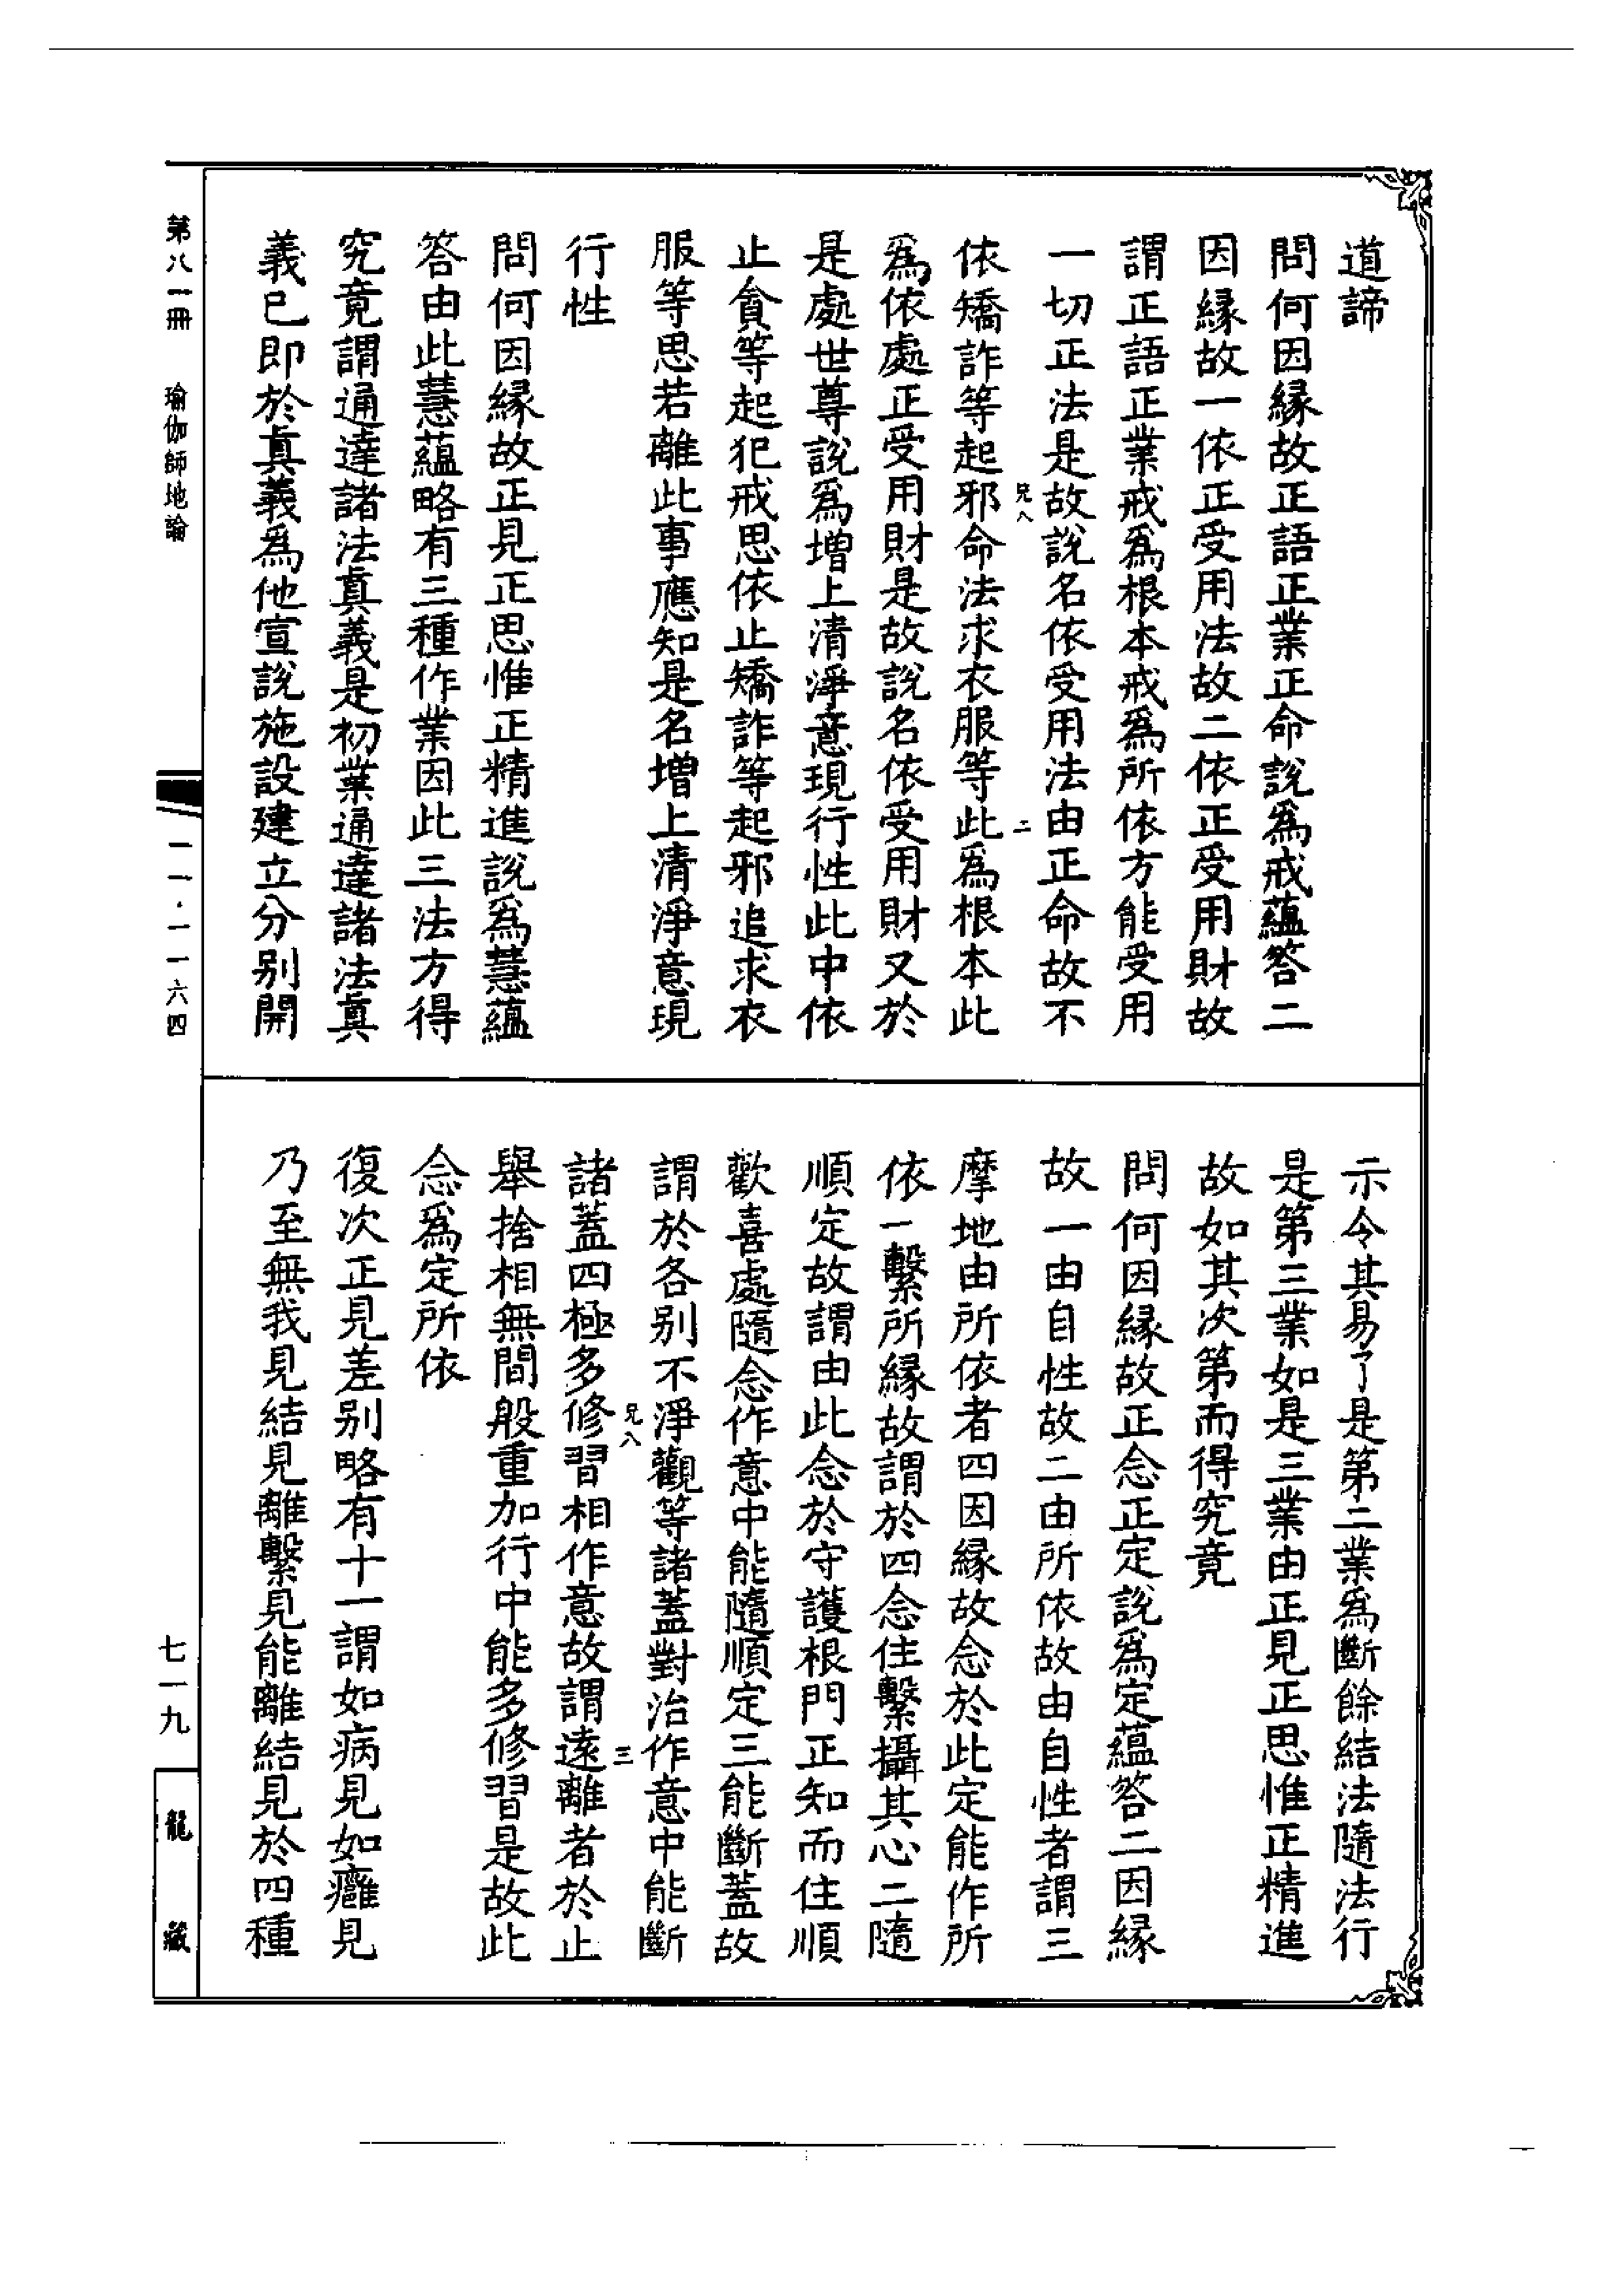 道諦
問何因緣故正語正業正命說爲戒蘊答二
因緣故一依正受用法故二依正受用財故
謂正語正業戒爲根本戒爲所依方能受用
一切正法是故說名依受用法由正命故不
兄八
二
依矯詐等起邪命法求衣服等此爲根本此
爲依處正受用財是故說名依受用財又於
是處世尊說爲增上清淨意現行性此中依
止貪等起犯戒思依止矯詐等起邪追求衣
服等思若離此事應知是名增上清淨意現
行性
問何因緣故正見正思惟正精進說爲慧蘊
答由此慧蘊略有三種作業因此三法方得
究竟謂通達諸法眞義是初業通達諸法眞
義已即於眞義爲他宣說施設建立分别開
示令其易了是第二業爲斷餘結法隨法行
是第三業如是三業由正見正思惟正精進
故如其次第而得究竟
問何因緣故正念正定說爲定蘊答二因緣
故一由自性故二由所依故由自性者謂三
摩地由所依者四因緣故念於此定能作所
依一繫所緣故謂於四念住繫攝其心二隨
順定故謂由此念於守護根門正知而住順
歡喜處隨念作意中能隨順定三能斷蓋故
謂於各别不淨觀等諸蓋對治作意中能斷
兄八
三
諸蓋四極多修習相作意故謂遠離者於止
舉捨相無間殷重加行中能多修習是故此
念爲定所依
復次正見差别略有十一謂如病見如癰見
乃至無我見結見離繫見能離結見於四種
第八一冊 瑜伽師地論
一一·一一六四
七一九
龍藏